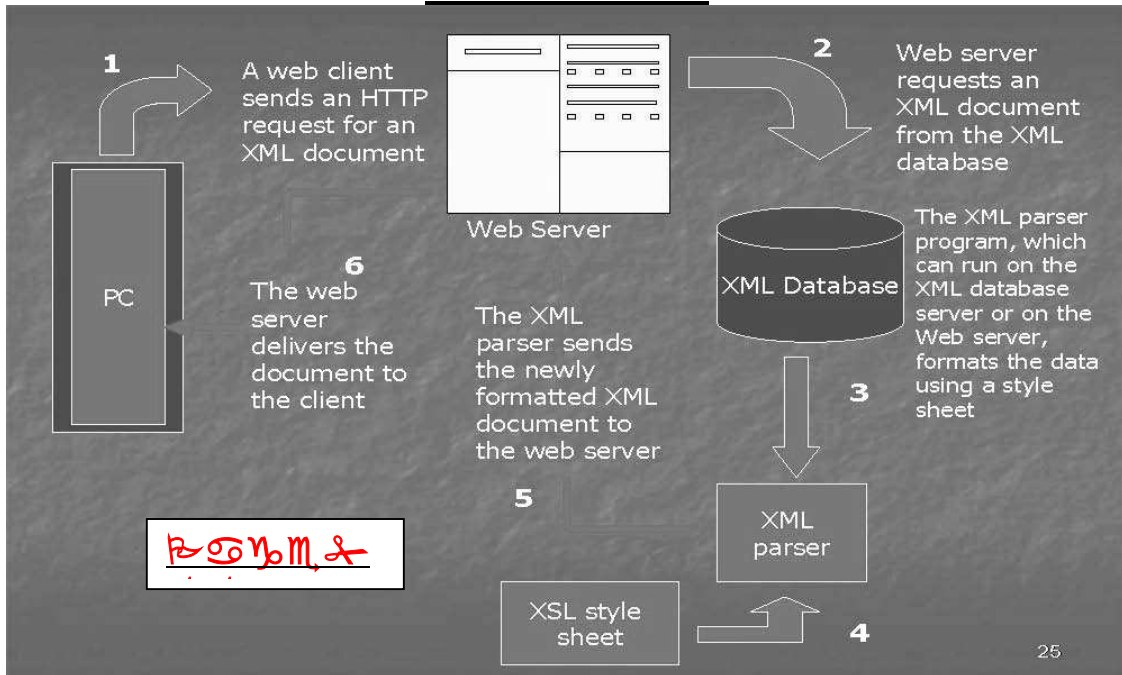 1
A web client
sends an HTTP
request for an
XML document
Web Server
2
Web server
requests an
XML document
from the XML
database
XML Database
The XML parser
program, which
can run on the
XML database
server or on the
Web server,
formats the data
using a style
sheet
3
PC
6
The web
server
delivers the
document to
the client
The XML
parser sends
the newly
formatted XML
document to
the web server
5
XML
parser
XSL style
sheet
4
25